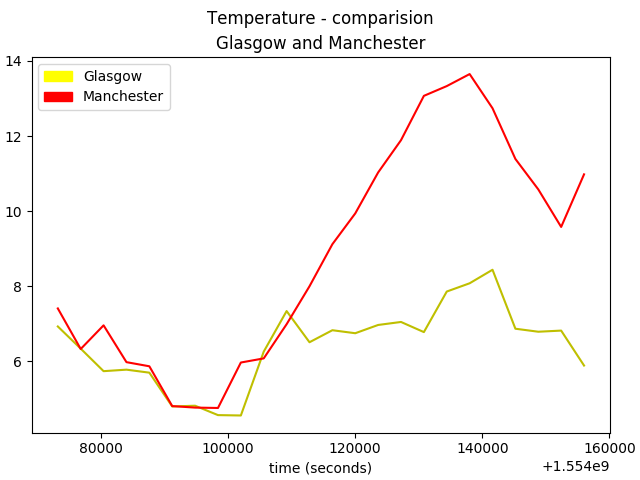 Temperature - comparision
Glasgow and Manchester
Glasgow
Manchester
14
12
10
8
6
80000 100000 120000 140000 160000
time (seconds)
+1.554e9